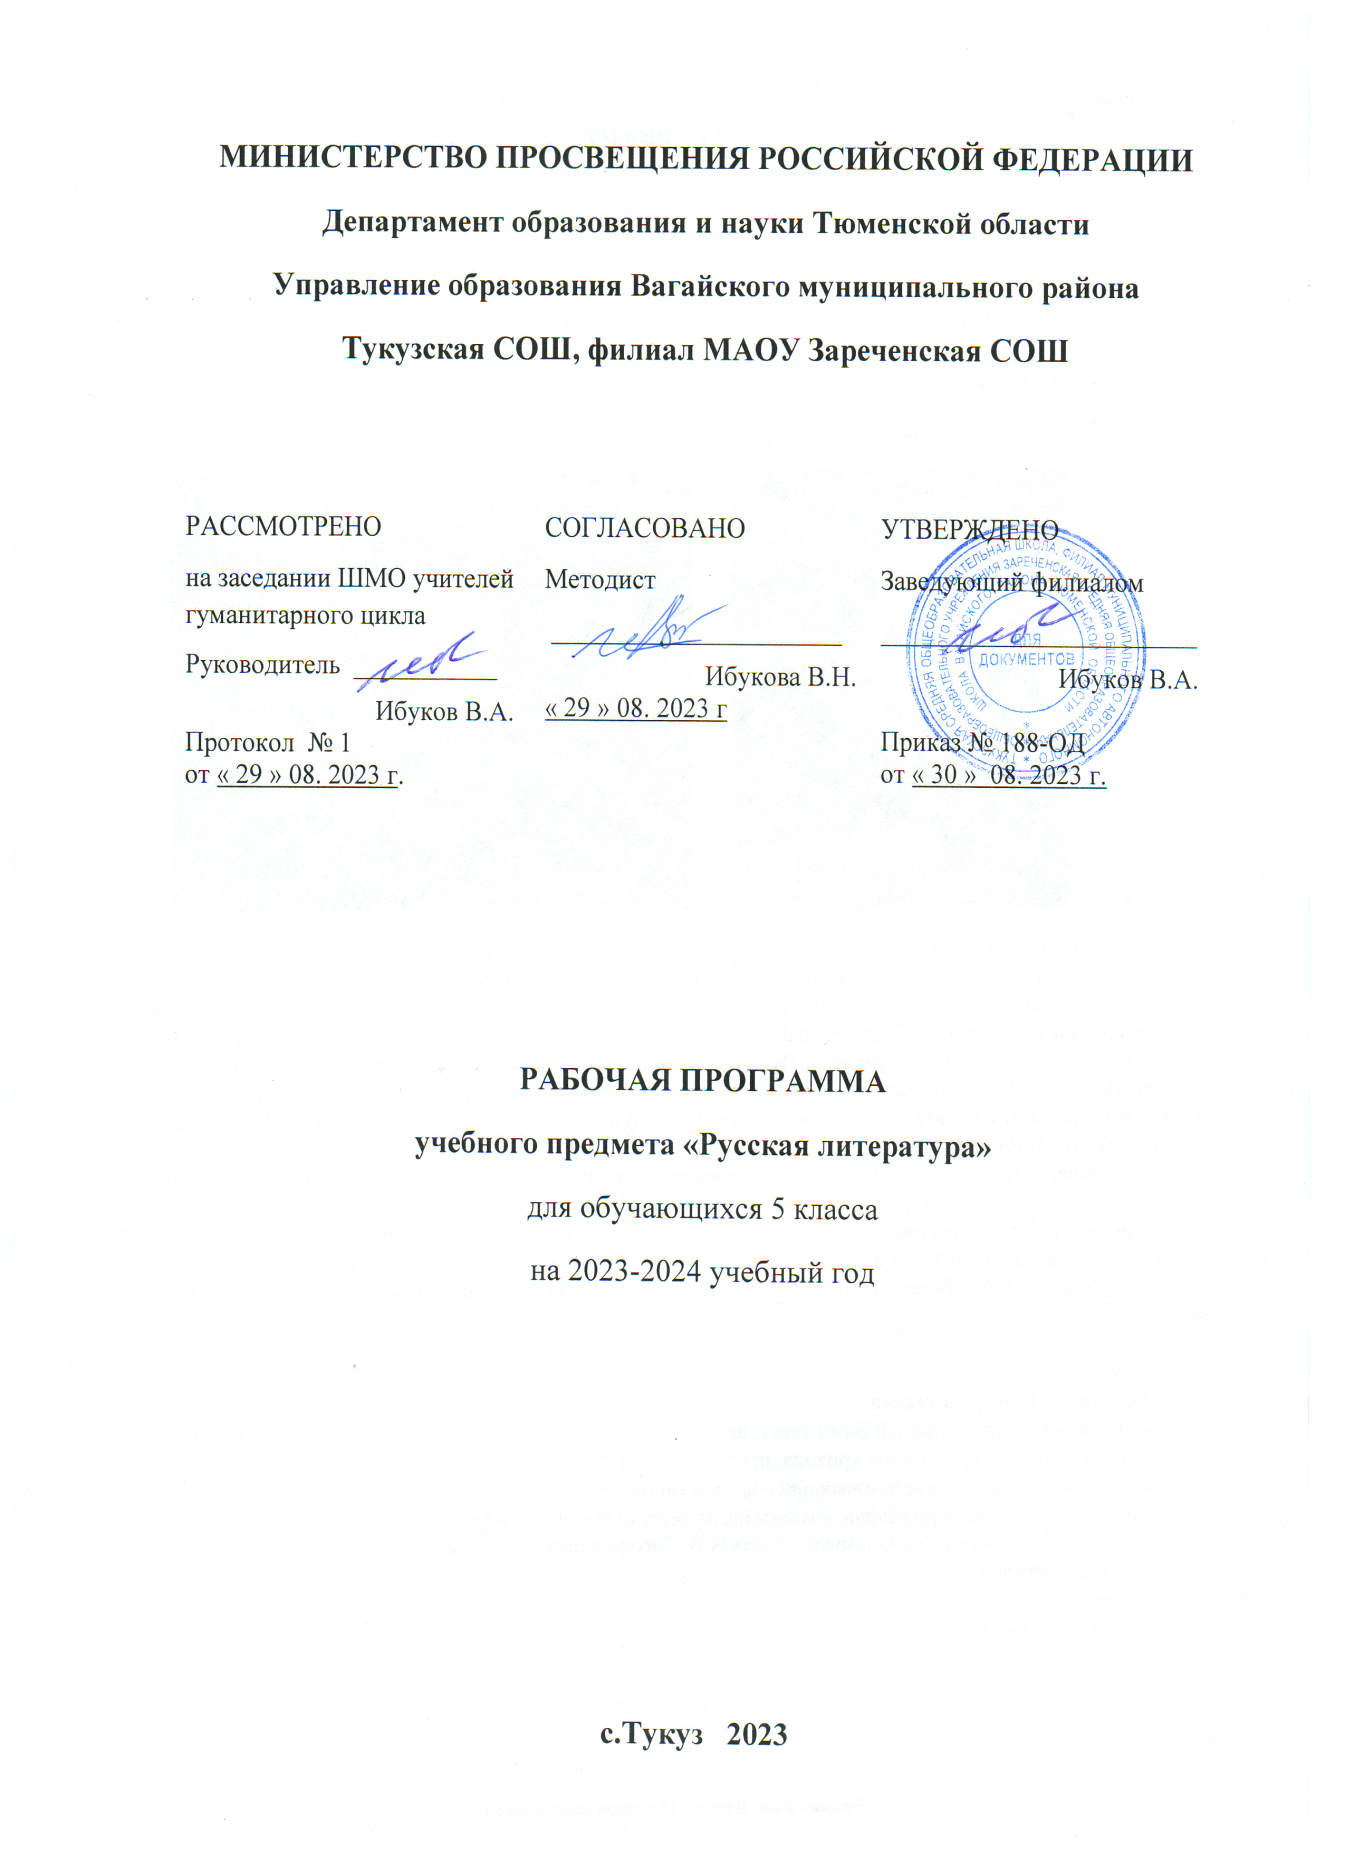 МИНИСТЕРСТВО ПРОСВЕЩЕНИЯ РОССИЙСКОЙ ФЕДЕРАЦИИ
Департамент образования и науки Тюменской области
Управление образования Вагайского муниципального района
Тукузская СОШ, филиал МАОУ Зареченская СОШ
РАССМОТРЕНО
на заседании ШМО учителей
гуманитарного цикла
Руководитель
Ибуков В.А.
Протокол № 1
от « 29 » 08. 2023 г.
СОГЛАСОВАНО
Методист
Ибукова В.Н.
« 29 » 08. 2023 г
УТВЕРЖДЕНО
Заведующий филиалом
Ибуков В.А.
Приказ № 188-ОД
от « 30 » 08. 2023 г.
ДЛЯ
ДОКУМЕНТОВ
РАБОЧАЯ ПРОГРАММА
учебного предмета «Русская литература»
для обучающихся 5 класса
на 2023-2024 учебный год
с.Тукуз 2023